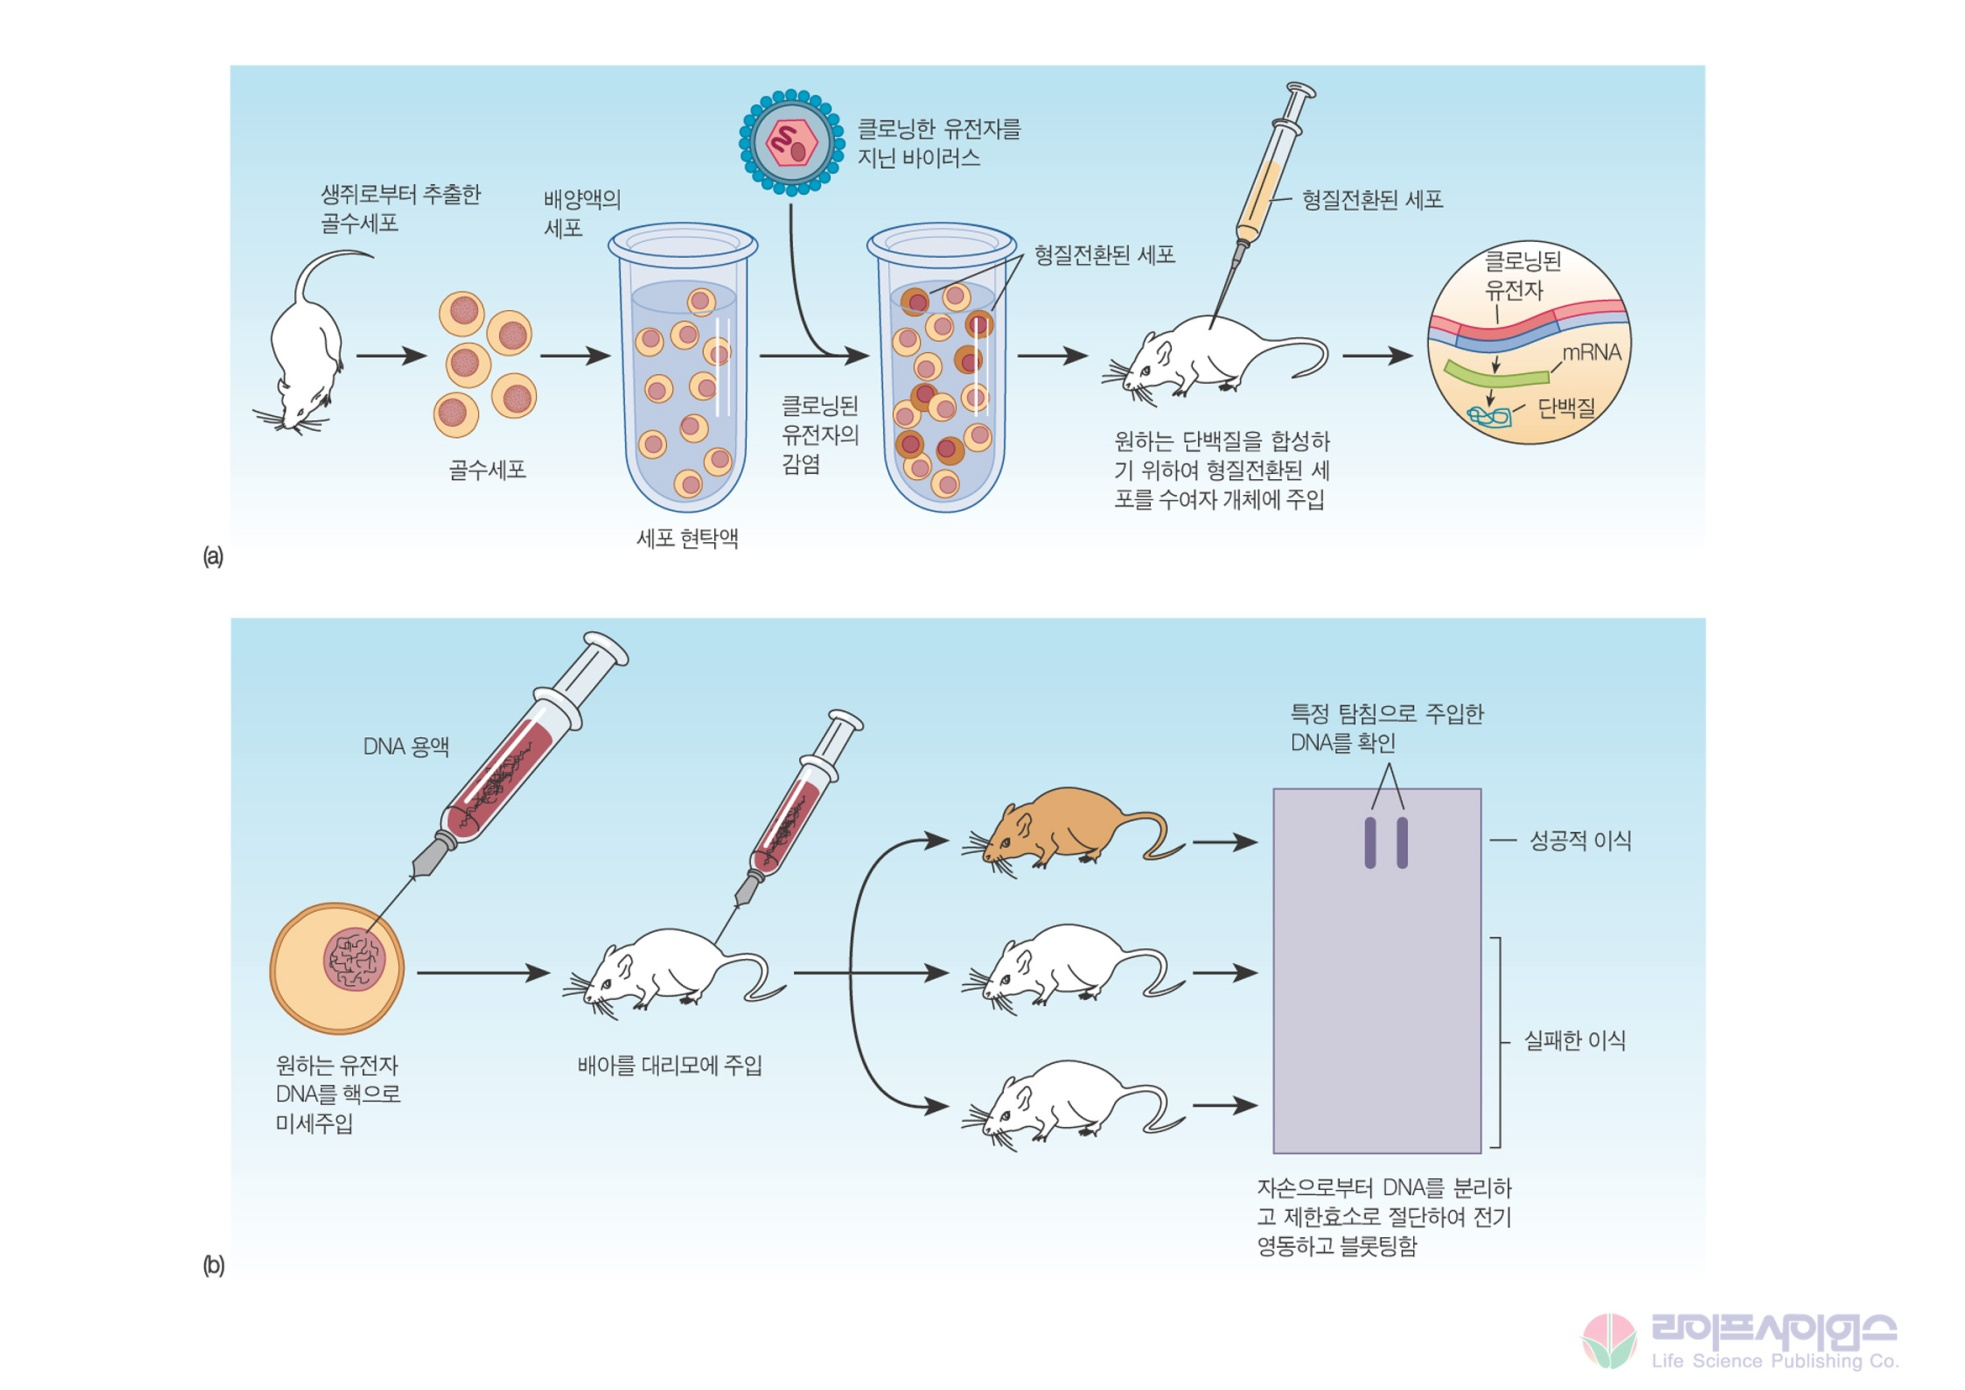 생쥐로부터 추출한
골수세포
골수세포
배양액의
세포
세포 현탁액
클로닝한 유전자를
지닌 바이러스
클로닝된
유전자의
감염
형질전환된 세포
형질전환된 세포
원하는 단백질을 합성하
기 위하여 형질전환된 세
포를 수여자 개체에 주입
클로닝된
유전자
mRNA
단백질
(a)
DNA 용액
원하는 유전자
DNA를 핵으로
미세주입
배아를 대리모에 주입
특정 탐침으로 주입한
DNA를 확인
성공적 이식
실패한 이식
자손으로부터 DNA를 분리하
고 제한효소로 절단하여 전기
영동하고 블롯팅함
(b)
라이프사이언스
Life Science Publishing Co.